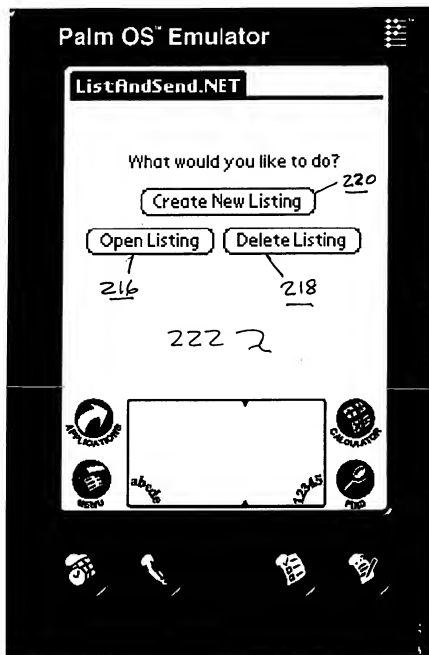 Palm OS™ Emulator
ListAndSend.NET
What would you like to do?
220
Create New Listing
Open Listing Delete Listing
216 218
222
APPLICATIONS CALCULATOR
MENU abcde 12345 FIND